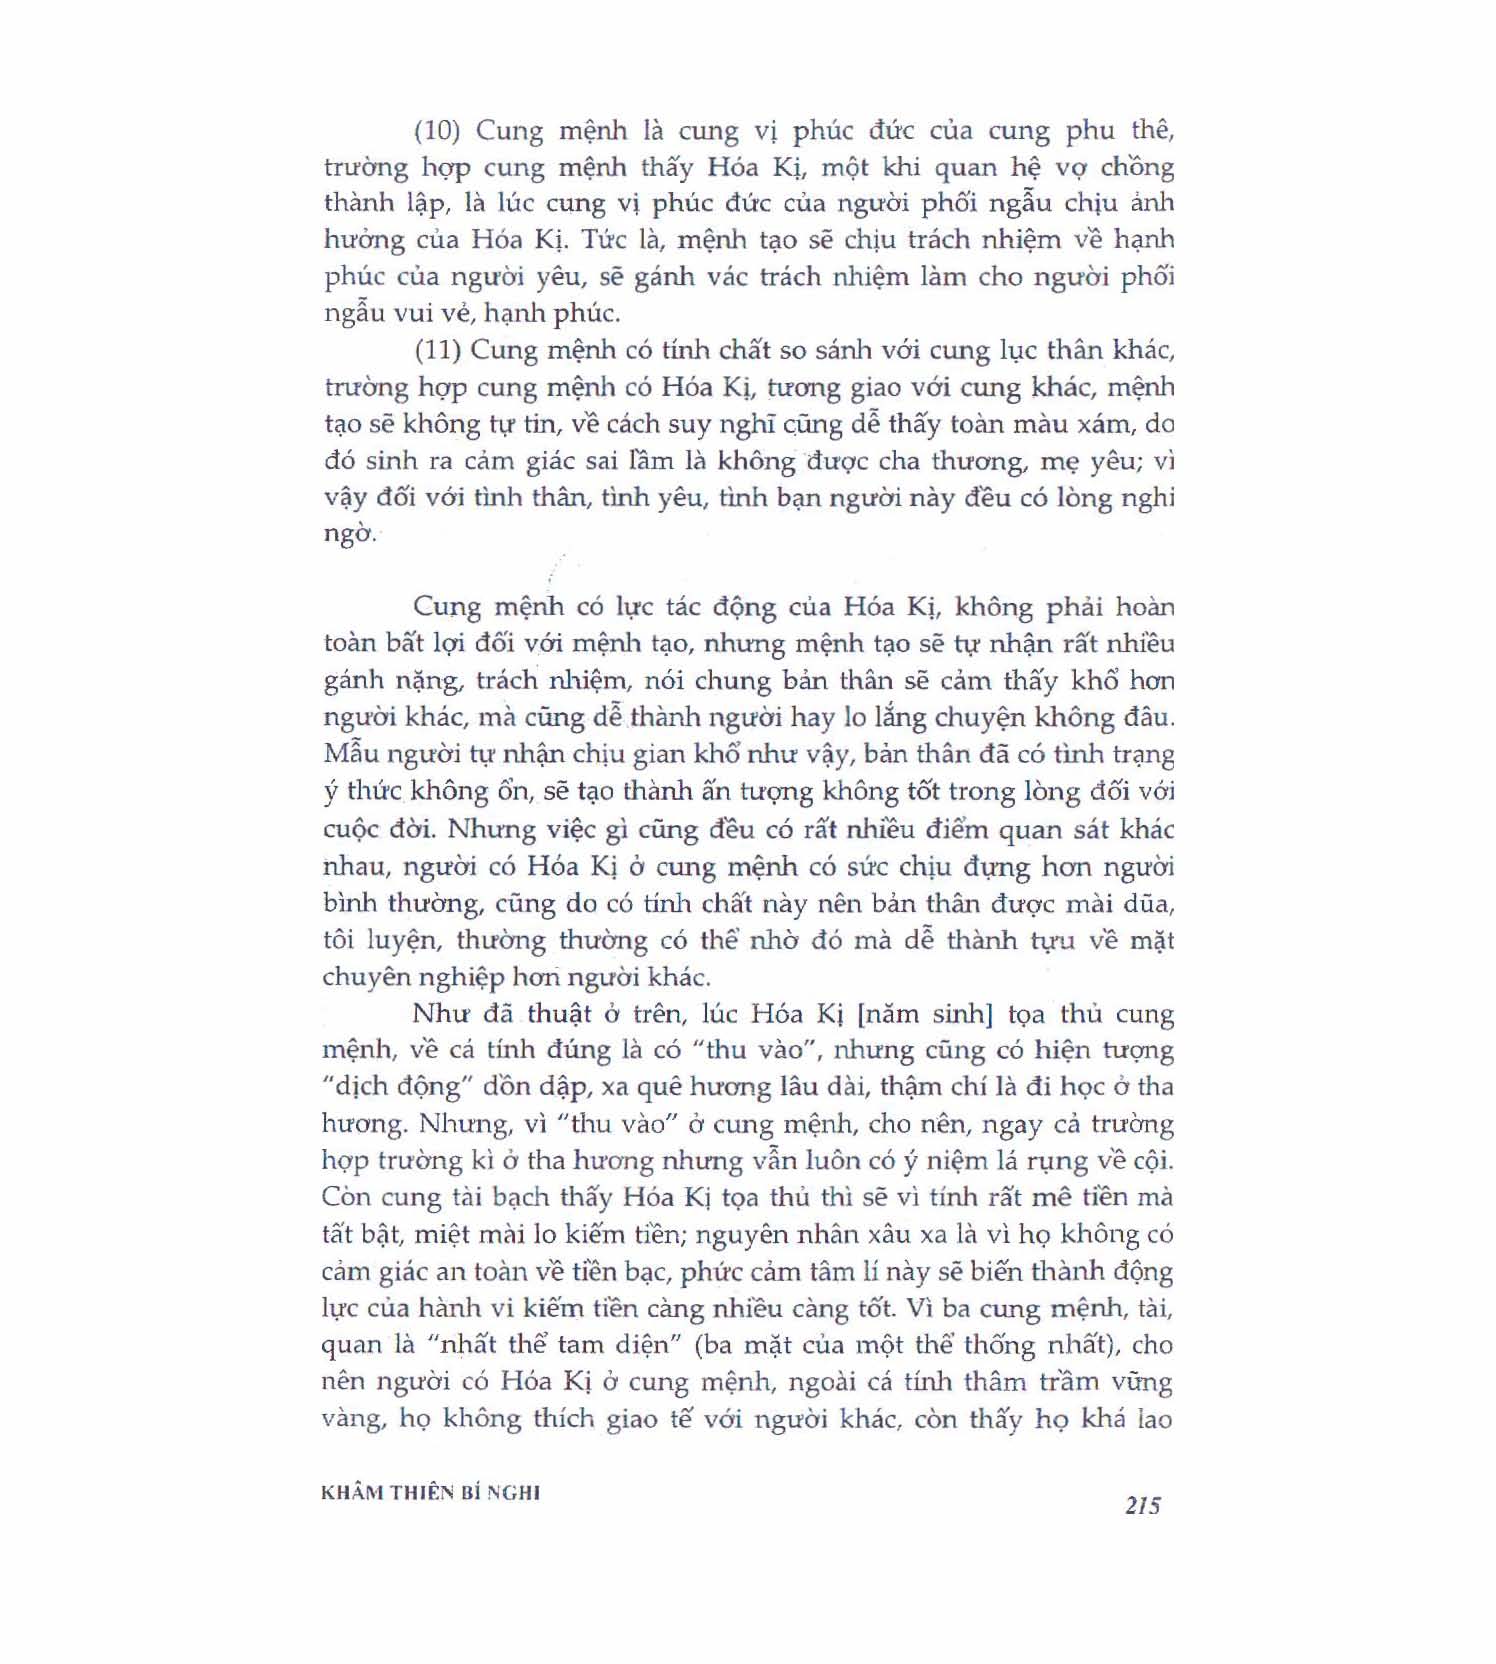 (10) Cung mệnh là cung vị phúc đức của cung phu thê,
trường hợp cung mệnh thấy Hóa Kị, một khi quan hệ vợ chồng
thành lập, là lúc cung vị phúc đức của người phối ngẫu chịu ảnh
hưởng của Hóa Kị. Tức là, mệnh tạo sẽ chịu trách nhiệm về hạnh
phúc của người yêu, sẽ gánh vác trách nhiệm làm cho người phối
ngẫu vui vẻ, hạnh phúc.
(11) Cung mệnh có tính chất so sánh với cung lục thân khác,
trường hợp cung mệnh có Hóa Kị, tương giao với cung khác, mệnh
tạo sẽ không tự tin, về cách suy nghĩ cũng dễ thấy toàn màu xám, do
đó sinh ra cảm giác sai lầm là không được cha thương, mẹ yêu; vì
vậy đối với tình thân, tình yêu, tình bạn người này đều có lòng nghi
ngờ.
Cung mệnh có lực tác động của Hóa Kị, không phải hoàn
toàn bất lợi đối với mệnh tạo, nhưng mệnh tạo sẽ tự nhận rất nhiều
gánh nặng, trách nhiệm, nói chung bản thân sẽ cảm thấy khổ hơn
người khác, mà cũng dễ thành người hay lo lắng chuyện không đâu.
Mẫu người tự nhận chịu gian khổ như vậy, bản thân đã có tình trạng
ý thức không ổn, sẽ tạo thành ấn tượng không tốt trong lòng đối với
cuộc đời. Nhưng việc gì cũng đều có rất nhiều điểm quan sát khác
nhau, người có Hóa Kị ở cung mệnh có sức chịu đựng hơn người
bình thường, cũng do có tính chất này nên bản thân được mài dũa,
tôi luyện, thường thường có thể nhờ đó mà dễ thành tựu về mặt
chuyên nghiệp hơn người khác.
Như đã thuật ở trên, lúc Hóa Kị [năm sinh] tọa thủ cung
mệnh, về cá tính đúng là có "thu vào", nhưng cũng có hiện tượng
"dịch động" dồn dập, xa quê hương lâu dài, thậm chí là đi học ở tha
hương. Nhưng, vì "thu vào" ở cung mệnh, cho nên, ngay cả trường
hợp trường kì ở tha hương nhưng vẫn luôn có ý niệm lá rụng về cội.
Còn cung tài bạch thấy Hóa Kị tọa thủ thì sẽ vì tính rất mê tiền mà
tất bật, miệt mài lo kiếm tiền; nguyên nhân xâu xa là vì họ không có
cảm giác an toàn về tiền bạc, phức cảm tâm lí này sẽ biến thành động
lực của hành vi kiếm tiền càng nhiều càng tốt. Vì ba cung mệnh, tài,
quan là "nhất thể tam diện" (ba mặt của một thể thống nhất), cho
nên người có Hóa Kị ở cung mệnh, ngoài cá tính thâm trầm vững
vàng, họ không thích giao tế với người khác, còn thấy họ khá lao
KHÂM THIÊN BÍ NGHI
215